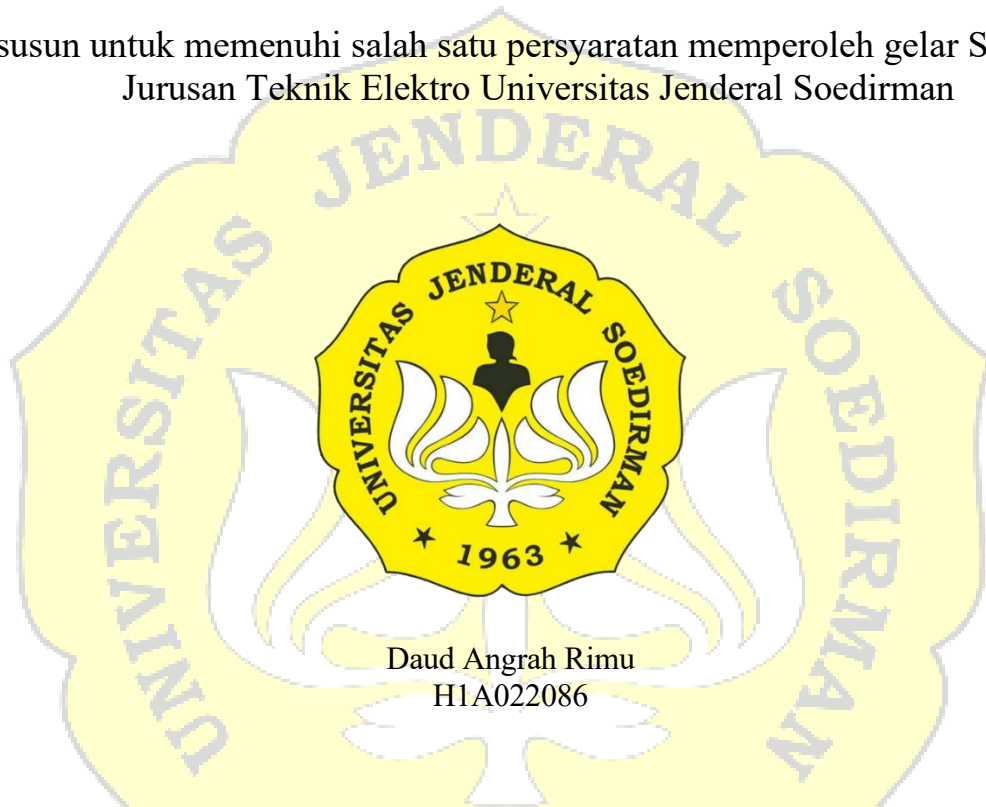 susun untuk memenuhi salah satu persyaratan memperoleh gelar S
Jurusan Teknik Elektro Universitas Jenderal Soedirman
UNIVERSITAS JENDERAL SOEDIRMAN
UNIVERSITAS JENDERAL SOEDIRMAN
1963
Daud Angrah Rimu
H1A022086